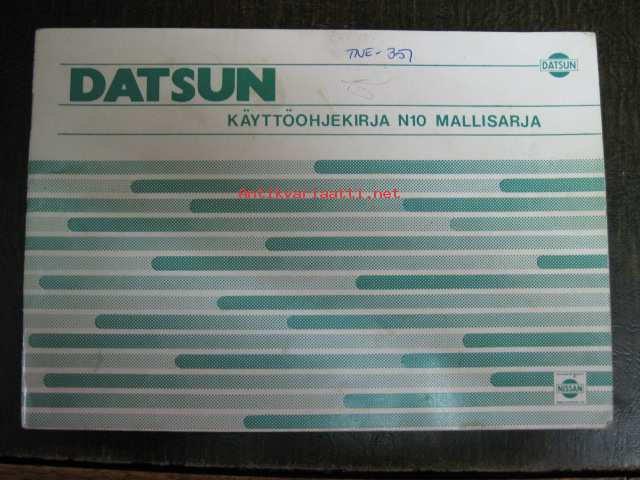 TNE-357
DATSUN
DATSUN
KÄYTTÖOHJEKIRJA N10 MALLISARJA
Antikvariaatti.net
NISSAN